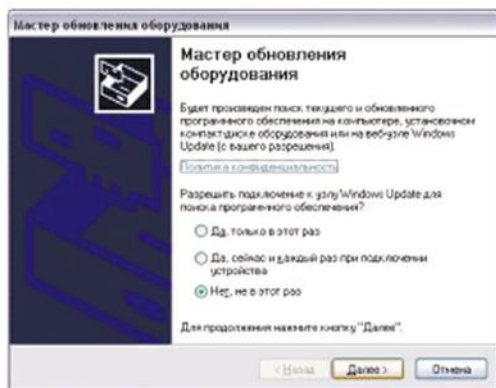 Мастер обновления оборудования
Мастер обновления
оборудования
Будет произведен поиск текущего и обновленного
программного обеспечения на компьютере, установочном
компакт-диске оборудования или на веб-узле Windows
Update (с вашего разрешения).
Политика конфиденциальности
Разрешить подключение к узлу Windows Update для
поиска программного обеспечения?
Да, только в этот раз
Да, сейчас и каждый раз при подключении
устройства
Нет, не в этот раз
Для продолжения нажмите кнопку "Далее".
< Назад
Далее >
Отмена